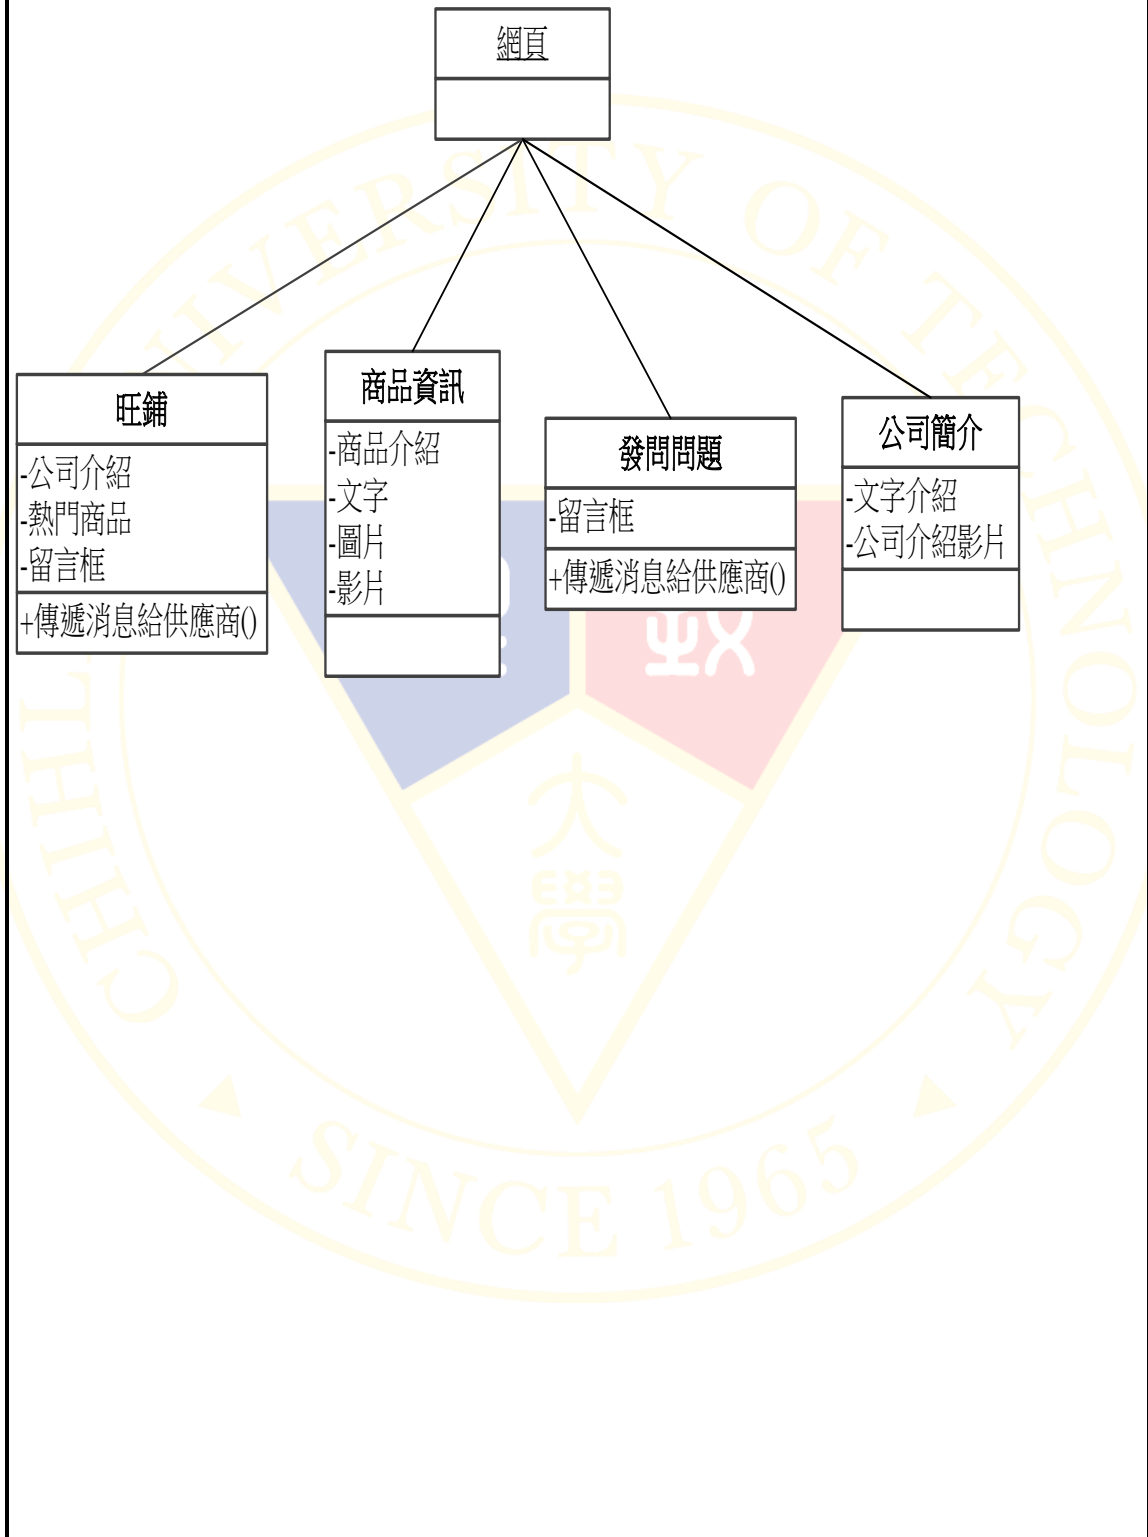 網頁
旺鋪
-公司介紹
-熱門商品
-留言框
+傳遞消息給供應商()
商品資訊
-商品介紹
-文字
-圖片
-影片
發問問題
-留言框
+傳遞消息給供應商()
公司簡介
-文字介紹
-公司介紹影片
大
學
SINCE 1965